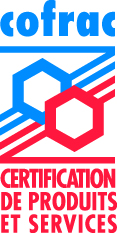 cofrac
CERTIFICATION
DE PRODUITS
ET SERVICES